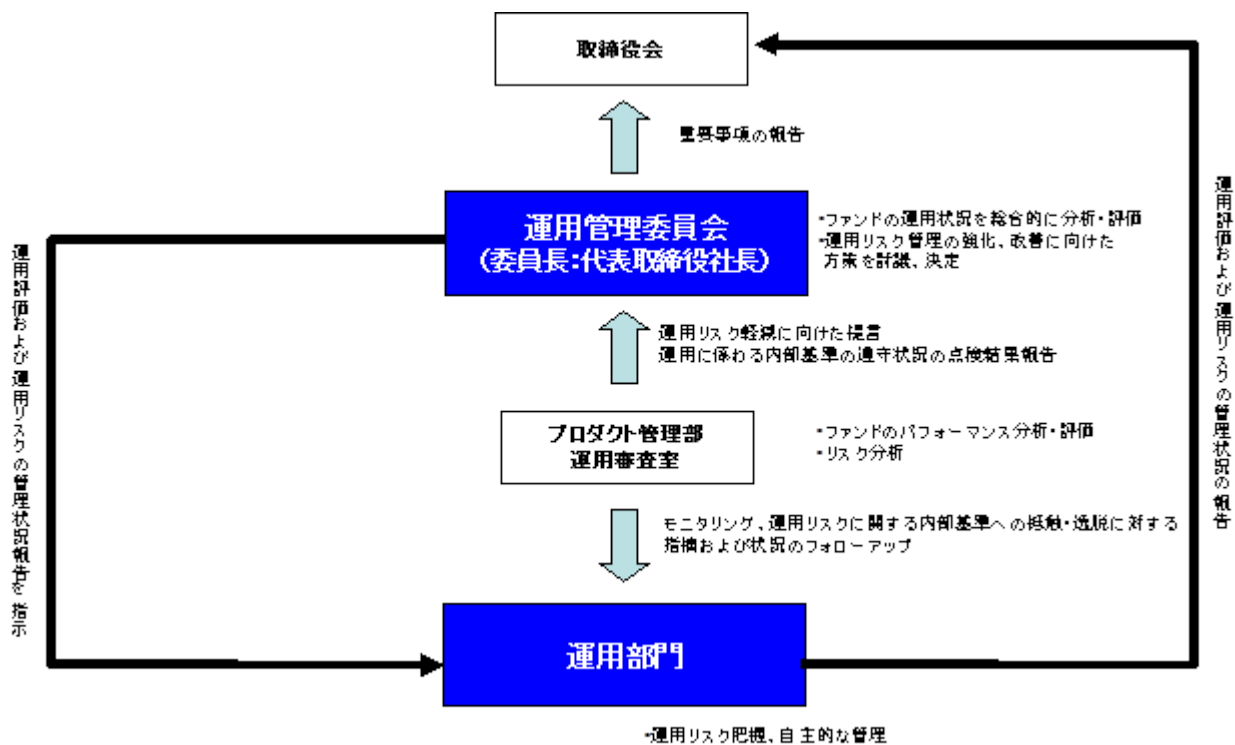 取締役会
重要事項の報告
運用管理委員会
(委員長:代表取締役社長)
・ファンドの運用状況を総合的に分析・評価
・運用リスク管理の強化、改善に向けた
方策を討議、決定
運用リスク軽減に向けた提言
運用に係わる内部基準の遵守状況の点検結果報告
プロダクト管理部
運用審査室
・ファンドのパフォーマンス分析・評価
・リスク分析
モニタリング、運用リスクに関する内部基準への抵触・逸脱に対する
指摘および状況のフォローアップ
運用部門
・運用リスク把握、自主的な管理
運用評価および運用リスクの管理状況報告を指示
運用評価および運用リスクの管理状況の報告